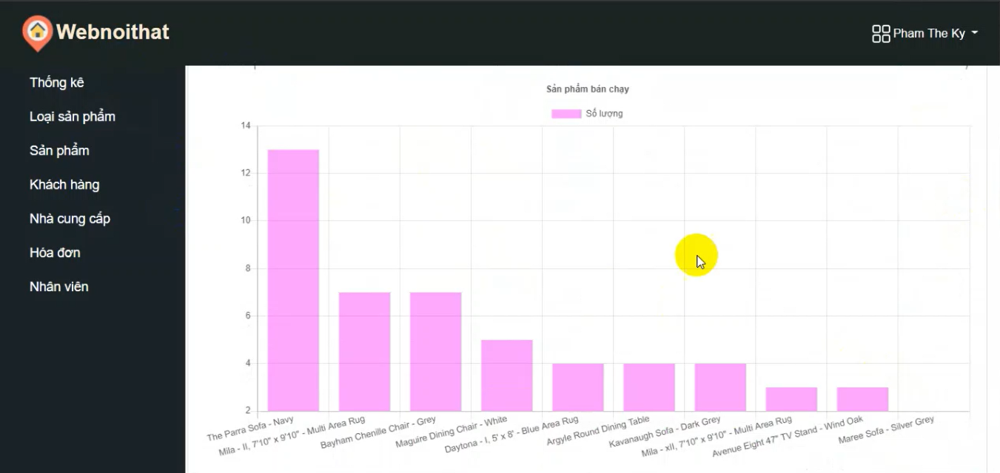 Webnoithat
Pham The Ky
Thống kê
Loại sản phẩm
Sản phẩm
Khách hàng
Nhà cung cấp
Hóa đơn
Nhân viên
Sản phẩm bán chạy
Số lượng
14
12
10
8
6
4
2
The Parra Sofa - Navy
Mila - II, 7'10" x 9'10" - Multi Area Rug
Bayham Chenille Chair - Grey
Maguire Dining Chair - White
Daytona - I, 5' x 8' - Blue Area Rug
Argyle Round Dining Table
Kavanaugh Sofa - Dark Grey
Mila - xII, 7'10" x 9'10" - Multi Area Rug
Avenue Eight 47" TV Stand - Wind Oak
Maree Sofa - Silver Grey